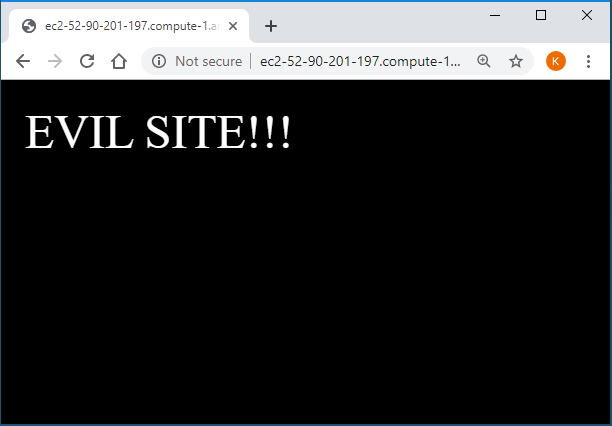 ec2-52-90-201-197.compute-1.a
Not secure
ec2-52-90-201-197.compute-1...
K
EVIL SITE!!!